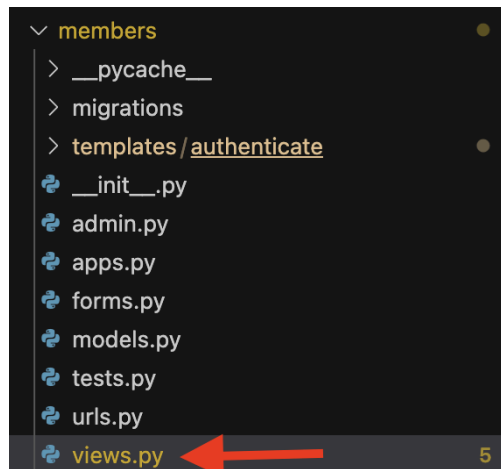 members
__pycache__
migrations
templates/authenticate
__init__.py
admin.py
apps.py
forms.py
models.py
tests.py
urls.py
views.py 5